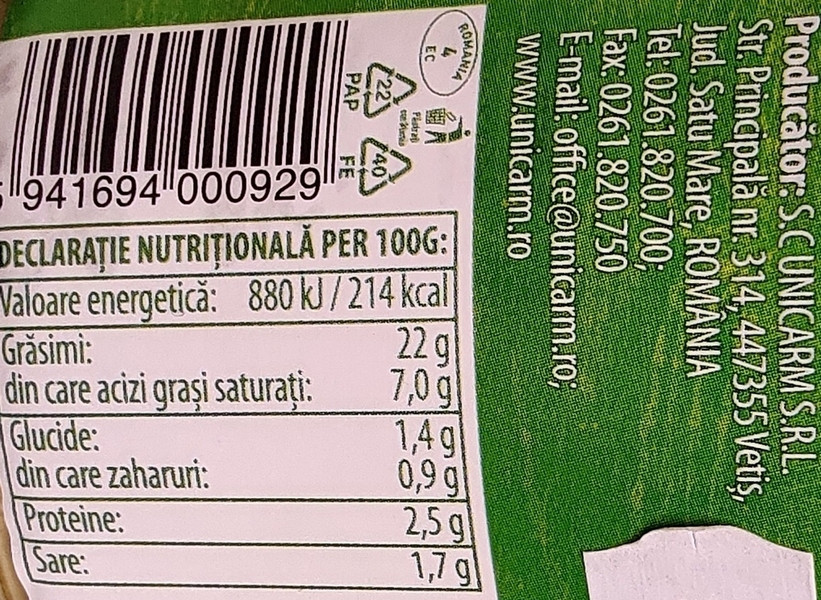 Producător: S.C UNICARM S.R.L.
Str. Principală nr. 314, 447355 Vetiș,
Jud. Satu Mare, ROMÂNIA
Tel: 0261.820.700;
Fax: 0261.820.750
E-mail: office@unicarm.ro;
www.unicarm.ro
ROMANIA
4
EC
22
PAP
40
FE
941694 000929
DECLARAȚIE NUTRIȚIONALĂ PER 100G:
Valoare energetică: 880 kJ / 214 kcal
Grăsimi: 22 g
din care acizi grași saturați: 7,0 g
Glucide: 1,4 g
din care zaharuri: 0,9 g
Proteine: 2,5 g
Sare: 1,7 g